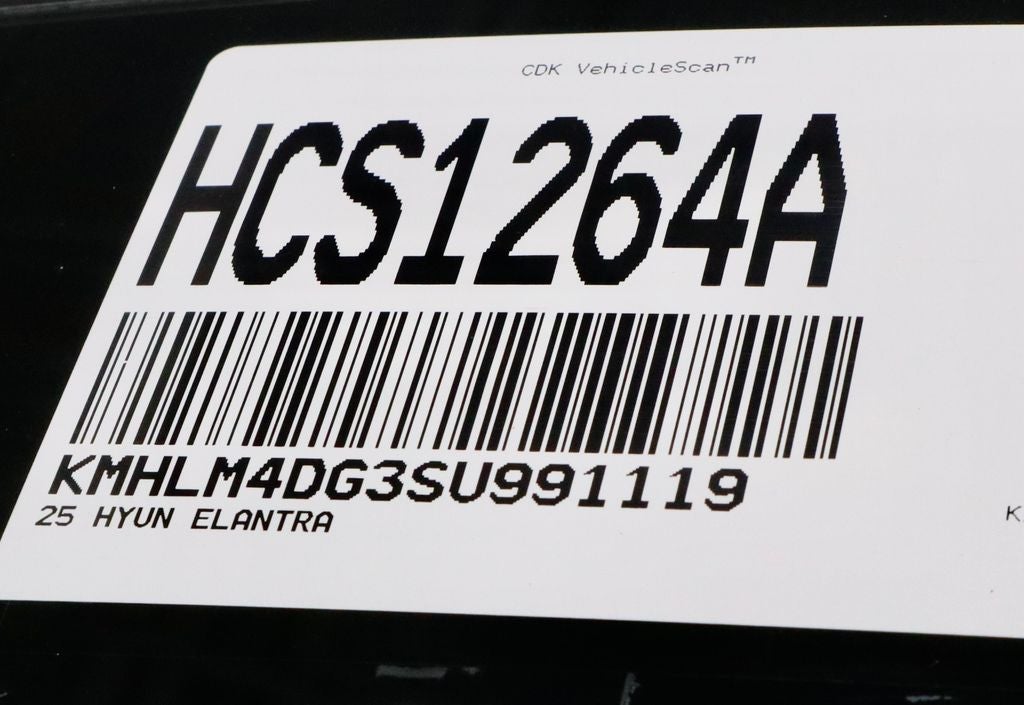 CDK VehicleScan™
HCS1264A
KMHLM4DG3SU991119
25 HYUN ELANTRA
K